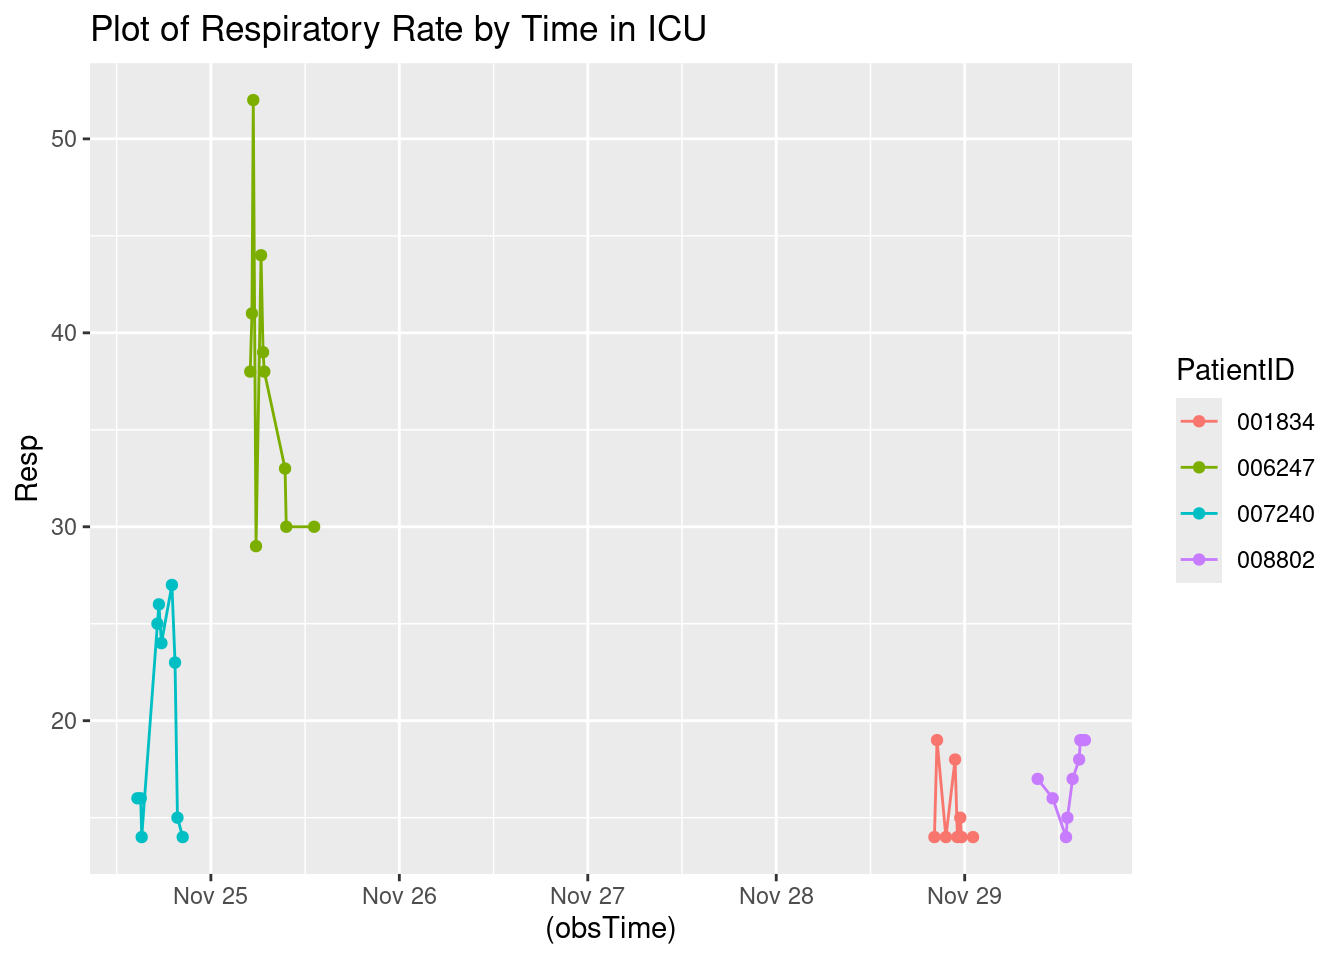 Plot of Respiratory Rate by Time in ICU
Resp
50
40
30
20
Nov 25 Nov 26 Nov 27 Nov 28 Nov 29
(obsTime)
PatientID
001834
006247
007240
008802